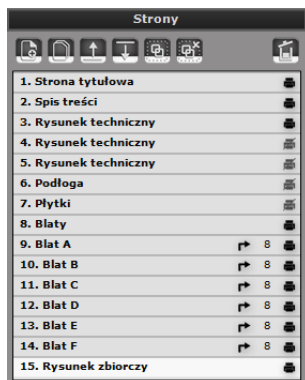 Strony
1. Strona tytułowa
2. Spis treści
3. Rysunek techniczny
4. Rysunek techniczny
5. Rysunek techniczny
6. Podłoga
7. Płytki
8. Blaty
9. Blat A 8
10. Blat B 8
11. Blat C 8
12. Blat D 8
13. Blat E 8
14. Blat F 8
15. Rysunek zbiorczy